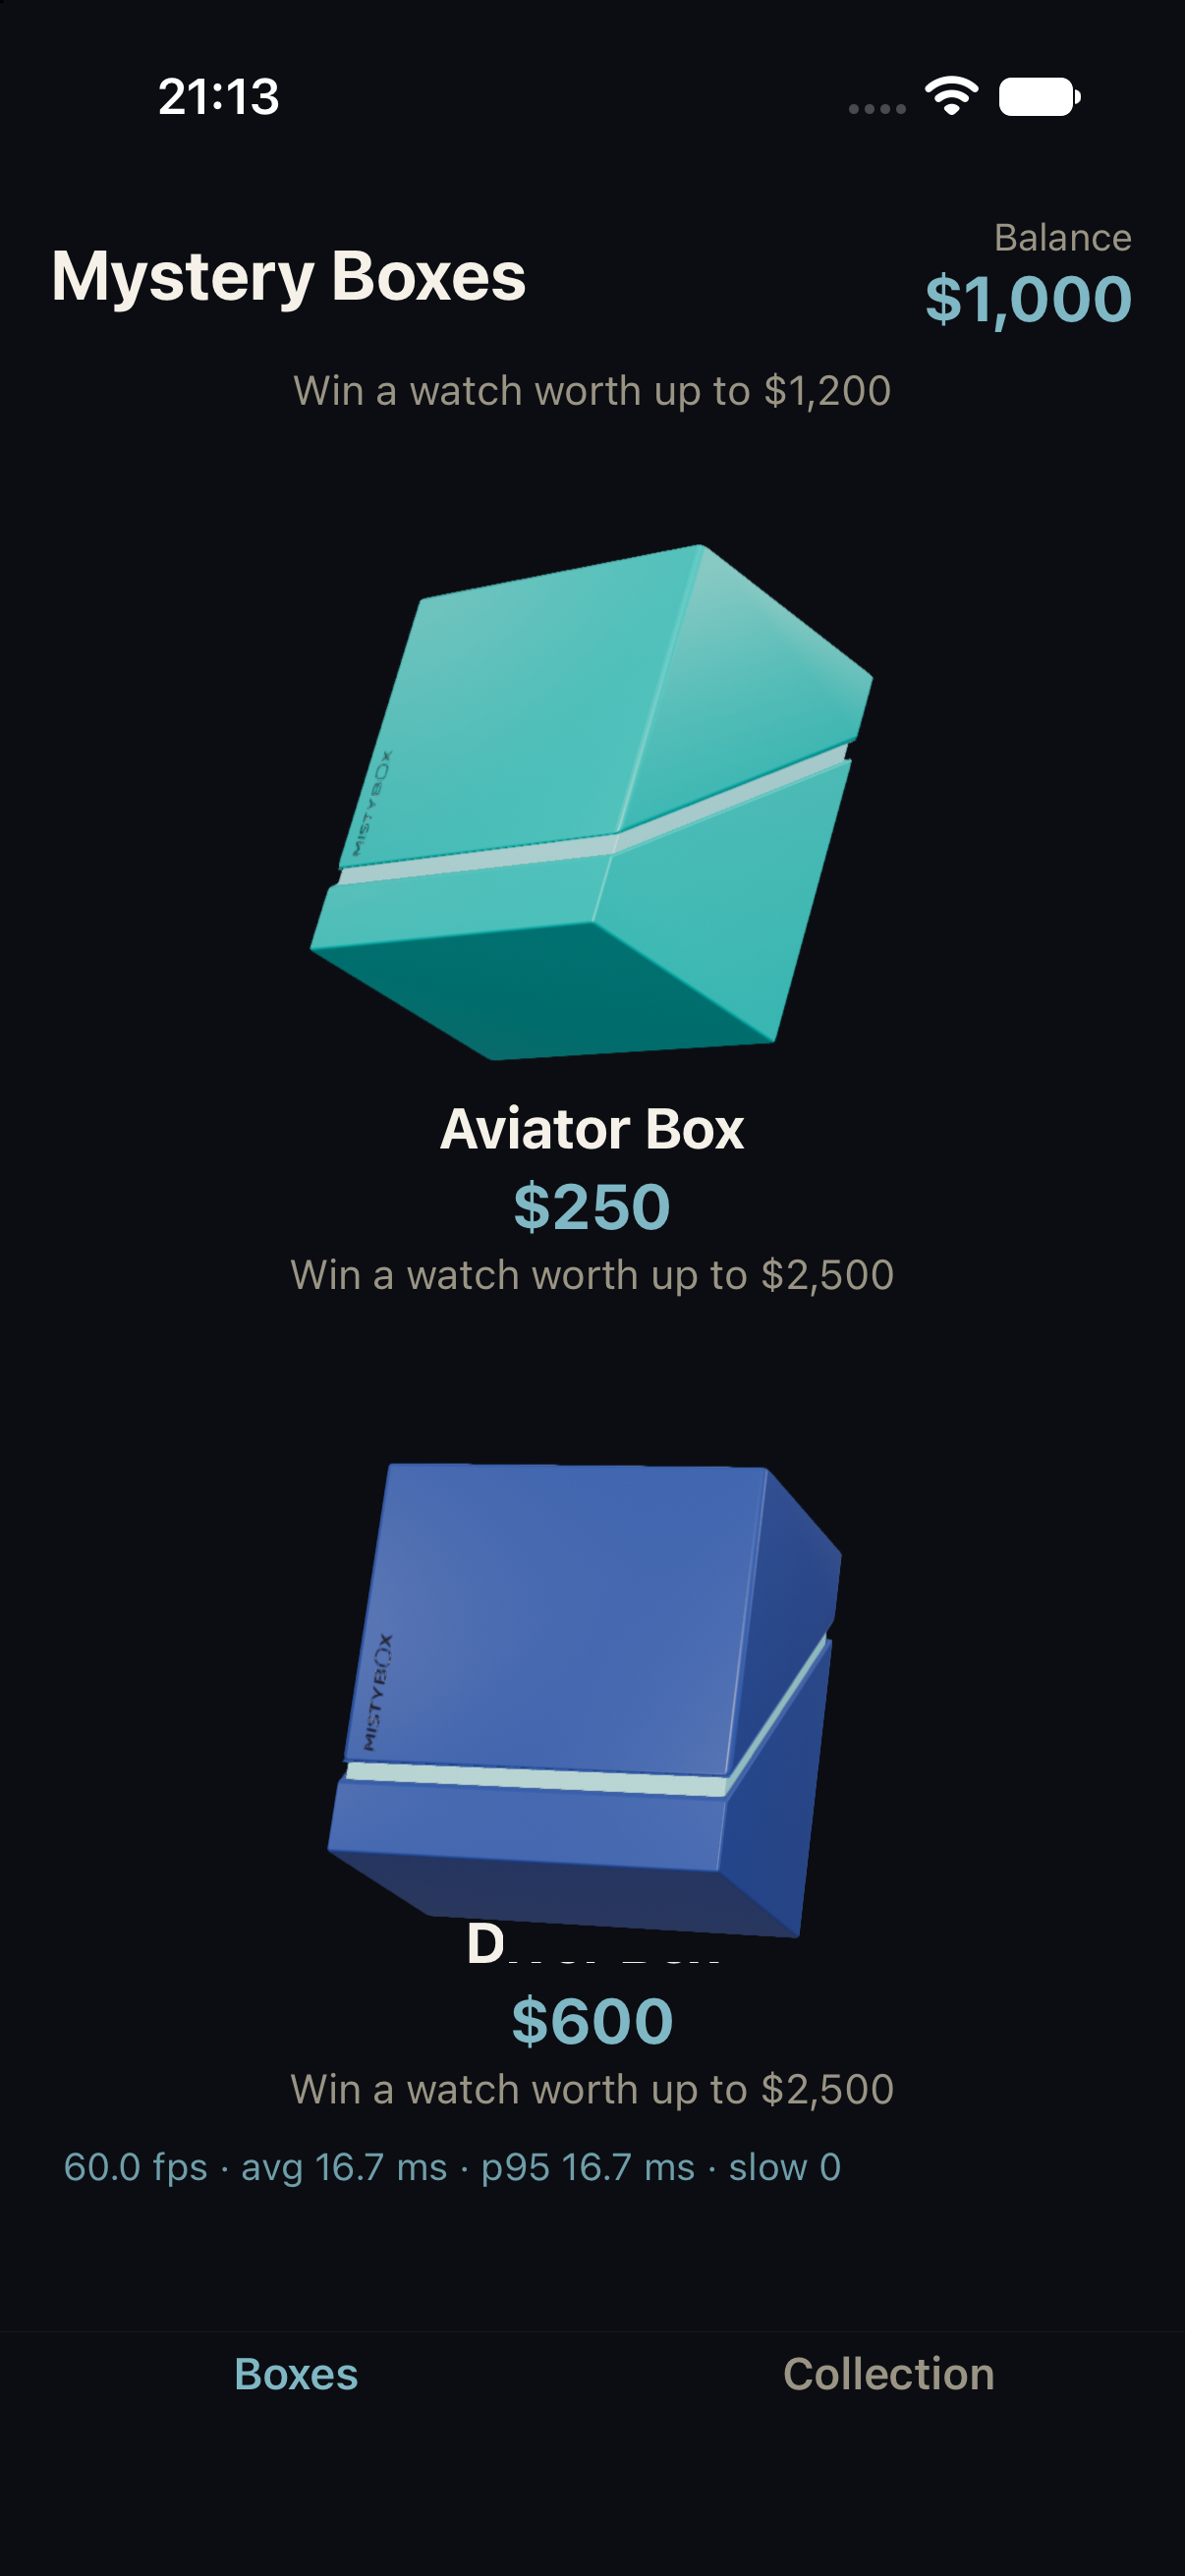 21:13
Mystery Boxes
Balance
$1,000
Win a watch worth up to $1,200
MISTYBOX
Aviator Box
$250
Win a watch worth up to $2,500
MISTYBOX
$600
Win a watch worth up to $2,500
60.0 fps · avg 16.7 ms · p95 16.7 ms · slow 0
Boxes
Collection